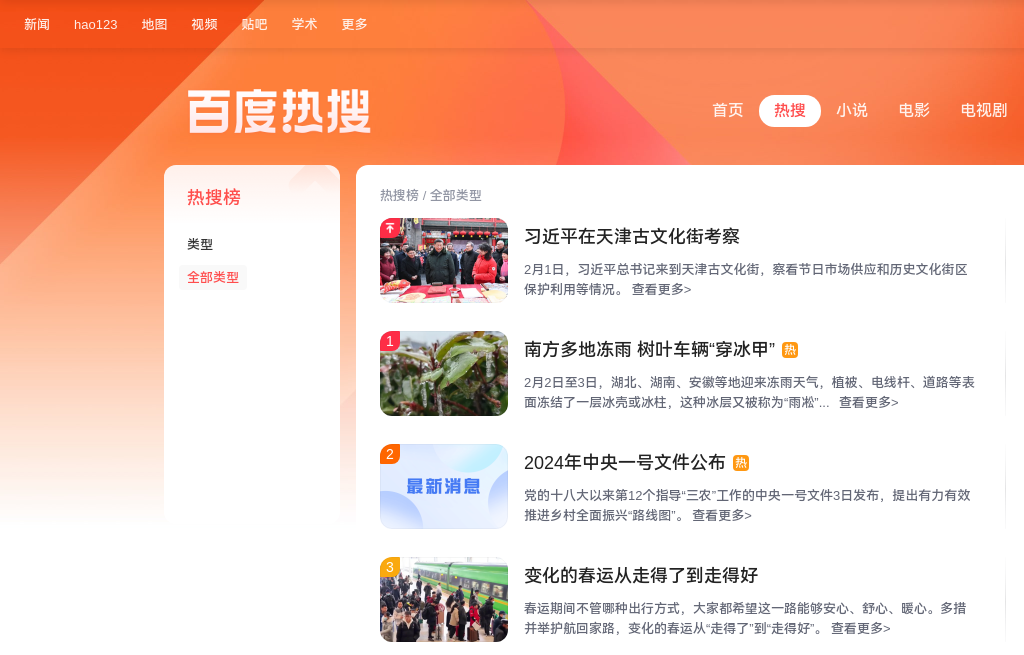 新闻 hao123 地图 视频 贴吧 学术 更多
百度热搜
首页 热搜 小说 电影 电视剧
热搜榜
类型
全部类型
热搜榜 / 全部类型
习近平在天津古文化街考察
2月1日，习近平总书记来到天津古文化街，察看节日市场供应和历史文化街区
保护利用等情况。 查看更多>
1
南方多地冻雨 树叶车辆“穿冰甲” 热
2月2日至3日，湖北、湖南、安徽等地迎来冻雨天气，植被、电线杆、道路等表
面冻结了一层冰壳或冰柱，这种冰层又被称为“雨凇”... 查看更多>
2
最新消息
2024年中央一号文件公布 热
党的十八大以来第12个指导“三农”工作的中央一号文件3日发布，提出有力有效
推进乡村全面振兴“路线图”。 查看更多>
3
变化的春运从走得了到走得好
春运期间不管哪种出行方式，大家都希望这一路能够安心、舒心、暖心。多措
并举护航回家路，变化的春运从“走得了”到“走得好”。 查看更多>